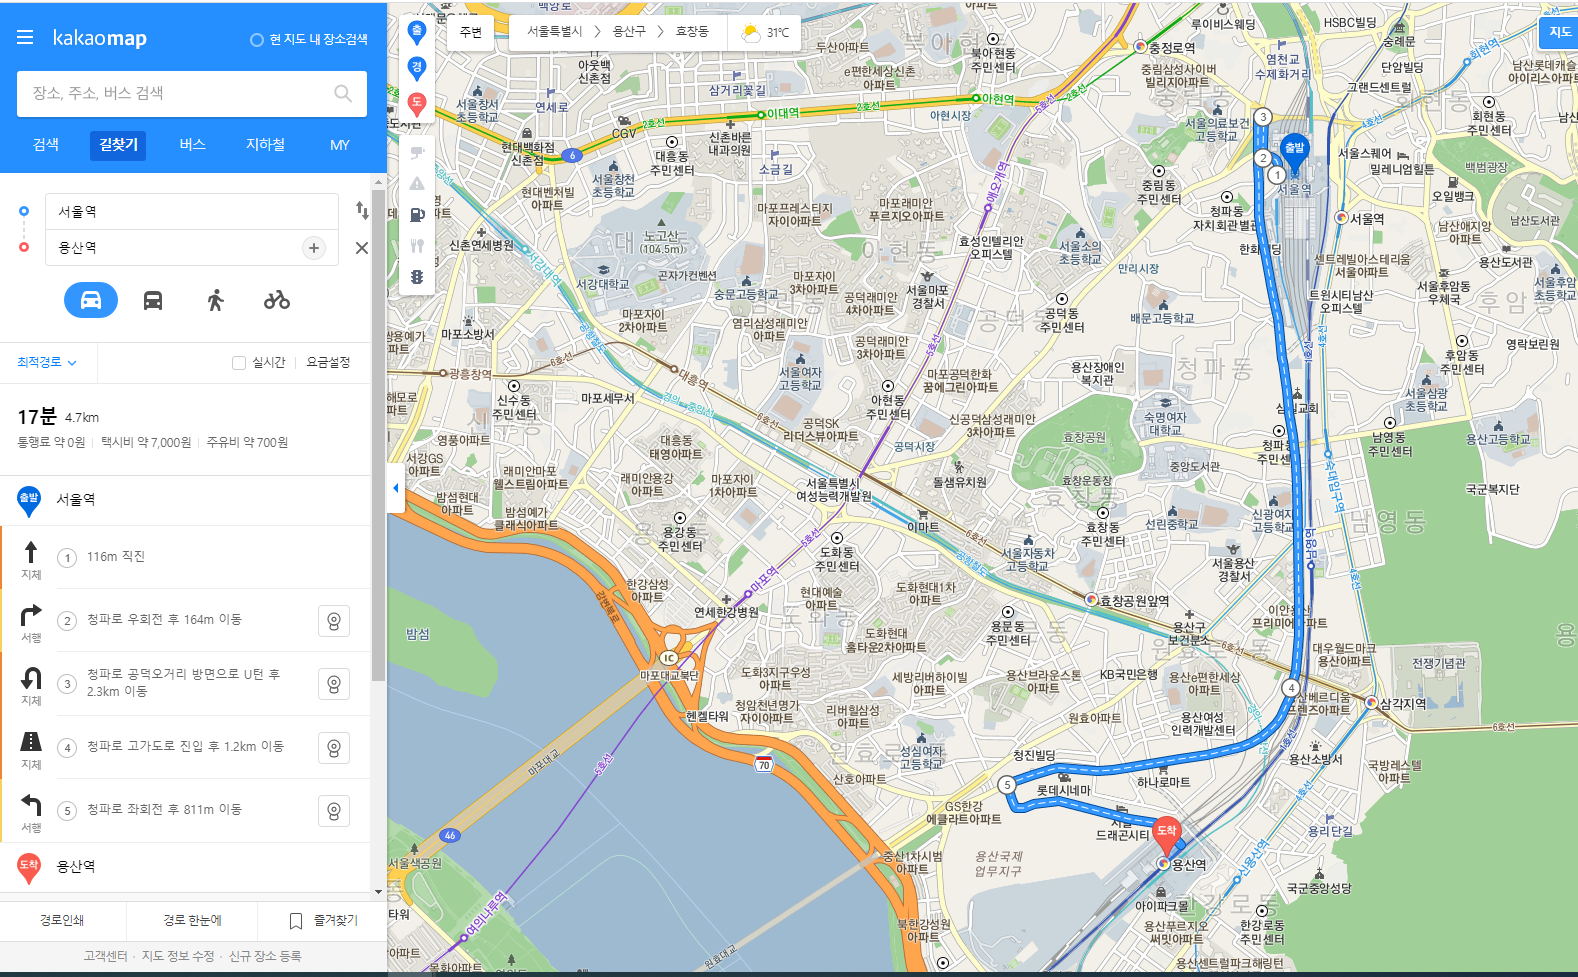 kakaomap
현 지도 내 장소검색
장소, 주소, 버스 검색
검색
길찾기
버스
지하철
MY
서울역
용산역
최적경로
실시간
요금설정
17분 4.7km
통행료 약 0원 | 택시비 약 7,000원 | 주유비 약 700원
출발 서울역
지체 1 116m 직진
서행 2 청파로 우회전 후 164m 이동
지체 3 청파로 공덕오거리 방면으로 U턴 후
2.3km 이동
지체 4 청파로 고가도로 진입 후 1.2km 이동
서행 5 청파로 좌회전 후 811m 이동
도착 용산역
경로인쇄
경로 한눈에
즐겨찾기
고객센터 · 지도 정보 수정 · 신규 장소 등록
출
경
도
주변
서울특별시 > 용산구 > 효창동
31℃
지도
루이비스웨딩
HSBC빌딩
숭례문
회현역
충정로역
북아현동
주민센터
두산아파트
e편한세상신촌
아파트
아웃백
신촌점
삼거리꽃길
연세로
서울창서
초등학교
이대역
아현역
2호선
5호선
아현시장
중림삼성사이버
빌리지아파트
영천교
수제화거리
단암빌딩
그랜드센트럴
남산롯데캐슬
아이리스아파트
회현동
회현동
주민센터
서울의료보건
고등학교
CGV
현대백화점
신촌점
6
대흥동
주민센터
신촌바른
내과의원
소금길
서울창천
초등학교
현대벤처빌
아파트
애오개역
중림동
주민센터
출발
서울역
서울스퀘어
밀레니엄힐튼
백범광장
오일뱅크
남산도서관
남산애지앙
아파트
용산도서관
청파동
자치회관별관
서울역
마포프레스티지
자이아파트
마포래미안
푸르지오아파트
노고산
(104.5m)
신촌연세병원
서강대역
서강대학교
곤자가컨벤션
숭문고등학교
마포자이
3차아파트
아현동
효성인텔리안
오피스텔
서울소의
초등학교
만리시장
센트레빌아스테리움
서울아파트
서울후암동
우체국
후암동
서울마포
경찰서
트윈시티남산
오피스텔
배문고등학교
공덕동
공덕동
주민센터
공덕래미안
4차아파트
공덕래미안
3차아파트
염리삼성래미안
아파트
마포자이
2차아파트
마포소방서
광흥창역
6호선
대흥역
서울여자
고등학교
마포공덕한화
꿈에그린아파트
용산장애인
복지관
청파동
후암동
주민센터
영락보린원
서울삼광
초등학교
신수동
주민센터
마포세무서
경의·중앙선
아현동
주민센터
신공덕삼성래미안
3차아파트
숙명여자
대학교
효창공원
효창운동장
삼일교회
청파동
주민센터
남영동
주민센터
용산고등학교
공덕SK
리더스뷰아파트
공덕시장
대흥동
태영아파트
영풍아파트
서강GS
아파트
래미안마포
웰스트림아파트
래미안용강
아파트
마포자이
1차아파트
서울특별시
여성능력개발원
돌샘유치원
중앙도서관
숙대입구역
국군복지단
밤섬현대
아파트
밤섬예가
클래식아파트
용강동
주민센터
도화동
주민센터
이마트
효창동
효창동
주민센터
선린중학교
신광여자
고등학교
남영동
남영역
서울자동차
고등학교
서울용산
경찰서
공항철도
마포역
한강삼성
아파트
강변북로
연세한강병원
현대예술
아파트
도화현대1차
아파트
효창공원앞역
용문동
주민센터
용산구
보건분소
이안용산
프리미어아파트
밤섬
IC
마포대교북단
도화동
도화현대
홈타운2차아파트
도화3지구우성
아파트
세방리버하이빌
아파트
용산브라운스톤
아파트
KB국민은행
대우월드마크
용산아파트
전쟁기념관
용산e편한세상
아파트
용산베르디움
프렌즈아파트
삼각지역
헨켈타워
청암천년명가
자이아파트
리버힐삼성
아파트
원효아파트
용산여성
인력개발센터
성심여자
고등학교
청진빌딩
용산소방서
국방레스텔
아파트
마포대교
70
산호아파트
롯데시네마
하나로마트
GS한강
에클라트아파트
서울
드래곤시티
용리단길
46
중산1차시범
아파트
도착
용산역
용산국제
업무지구
신용산역
국군중앙성당
서울색공원
아이파크몰
한강로동
한강로동
주민센터
용산푸르지오
써밋아파트
용산센트럴파크해링턴
북한강성원
아파트
원효대교
여의나루역
목화아파트